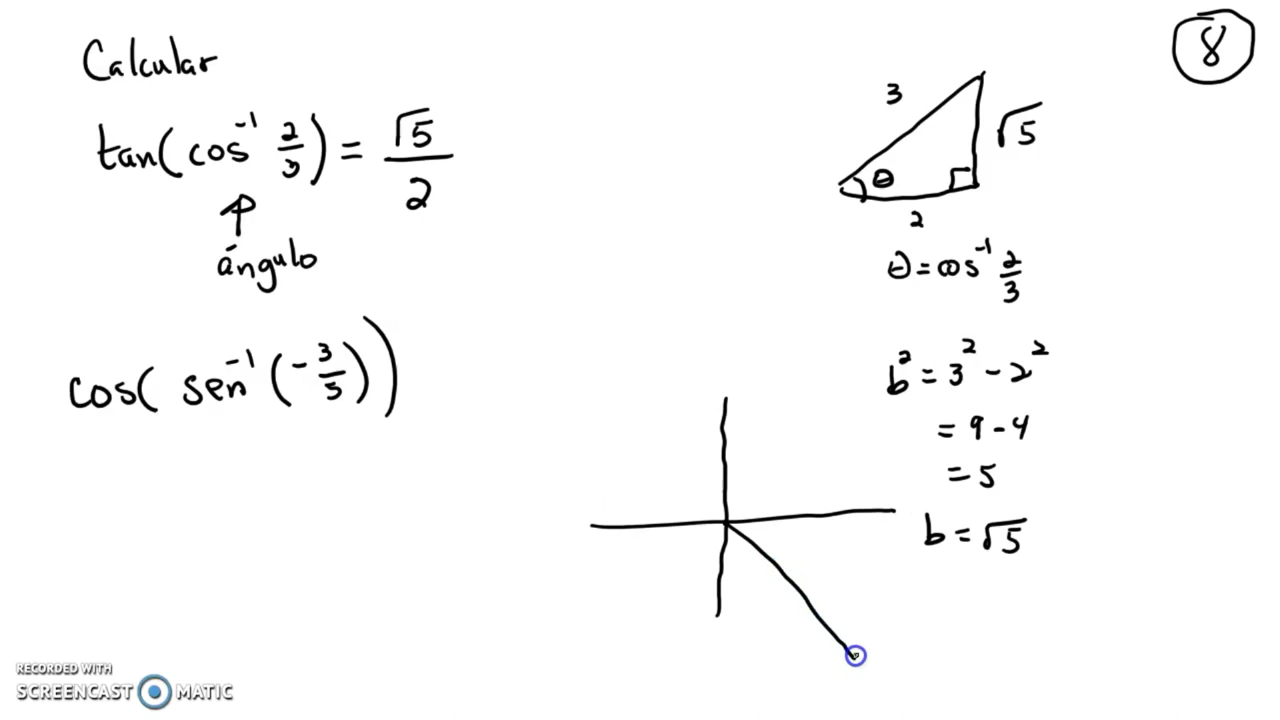 Calcular
tan(cos⁻¹ 2/3) = √5/2
ángulo
cos(sen⁻¹(-3/5))
8
3
√5
θ
2
θ = cos⁻¹ 2/3
b² = 3² - 2²
= 9 - 4
= 5
b = √5
RECORDED WITH
SCREENCAST MATIC